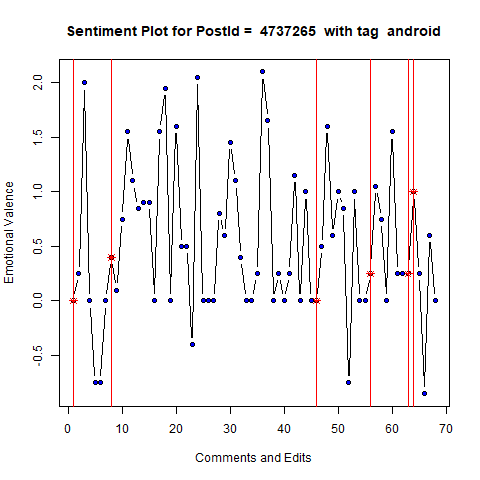 Sentiment Plot for PostId =  4737265  with tag  android
Emotional Valence
2.0
1.5
1.0
0.5
0.0
-0.5
0 10 20 30 40 50 60 70
Comments and Edits